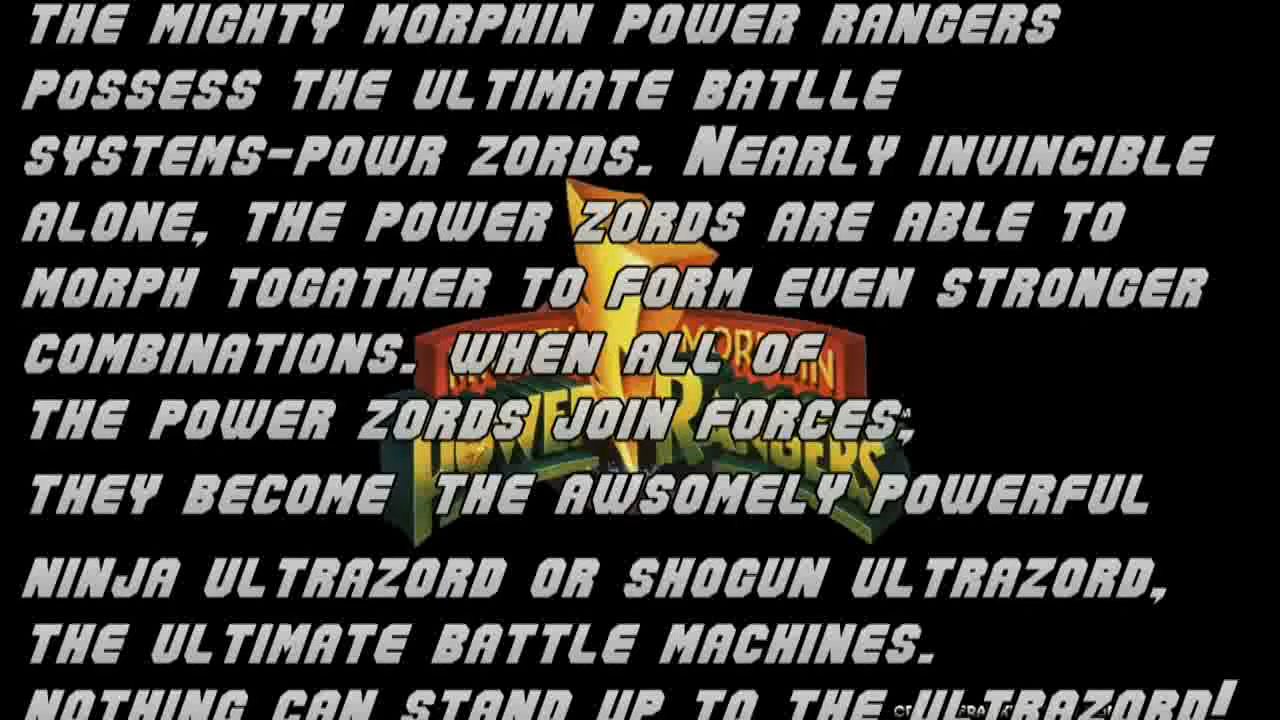 THE MIGHTY MORPHIN POWER RANGERS
POSSESS THE ULTIMATE BATLLE
SYSTEMS-POWR ZORDS. NEARLY INVINCIBLE
ALONE, THE POWER ZORDS ARE ABLE TO
MORPH TOGATHER TO FORM EVEN STRONGER
COMBINATIONS. WHEN ALL OF
THE POWER ZORDS JOIN FORCES,
THEY BECOME THE AWSOMELY POWERFUL
NINJA ULTRAZORD OR SHOGUN ULTRAZORD,
THE ULTIMATE BATTLE MACHINES.
NOTHING CAN STAND UP TO THE ULTRAZORD!
MORPHIN
POWER RANGERS